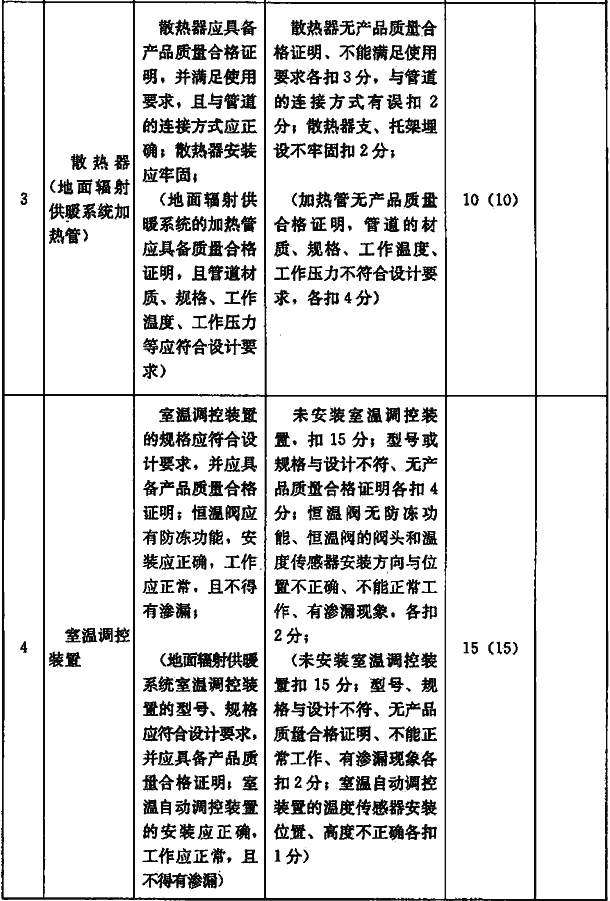 3
散热器
（地面辐射
供暖系统加
热管）
散热器应具备
产品质量合格证
明，并满足使用
要求，且与管道
的连接方式应正
确；散热器安装
应牢固；
（地面辐射供
暖系统的加热管
应具备质量合格
证明，且管道材
质、规格、工作
温度、工作压力
等应符合设计要
求）
散热器无产品质量合
格证明、不能满足使用
要求各扣3分，与管道
的连接方式有误扣2
分；散热器支、托架埋
设不牢固扣2分；
（加热管无产品质量
合格证明，管道的材
质、规格、工作温度、
工作压力不符合设计要
求，各扣4分）
10（10）
4
室温调控
装置
室温调控装置
的规格应符合设
计要求，并应具
备产品质量合格
证明；恒温阀应
有防冻功能，安
装应正确，工作
应正常，且不得
有渗漏；
（地面辐射供暖
系统室温调控装
置的型号、规格
应符合设计要求，
并应具备产品质
量合格证明；室
温自动调控装置
的安装应正确，
工作应正常，且
不得有渗漏）
未安装室温调控装
置，扣15分；型号或
规格与设计不符、无产
品质量合格证明各扣4
分；恒温阀无防冻功
能、恒温阀的阀头和温
度传感器安装方向与位
置不正确、不能正常工
作、有渗漏现象，各扣
2分；
（未安装室温调控装
置扣15分；型号、规
格与设计不符、无产品
质量合格证明、不能正
常工作、有渗漏现象各
扣2分；室温自动调控
装置的温度传感器安装
位置、高度不正确各扣
1分）
15（15）